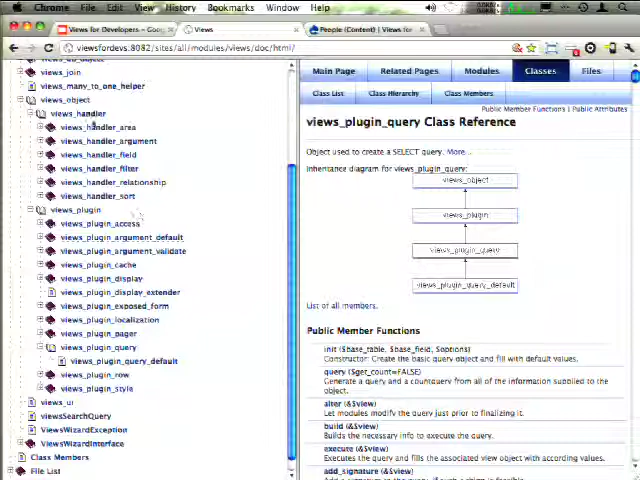 Chrome File Edit View History Bookmarks Window Help
Views for Developers – Goog
Views
People (Content) | Views for
viewsfordevs:8082/sites/all/modules/views/doc/html/
views_join
views_many_to_one_helper
views_object
views_handler
views_handler_area
views_handler_argument
views_handler_field
views_handler_filter
views_handler_relationship
views_handler_sort
views_plugin
views_plugin_access
views_plugin_argument_default
views_plugin_argument_validate
views_plugin_cache
views_plugin_display
views_plugin_display_extender
views_plugin_exposed_form
views_plugin_localization
views_plugin_pager
views_plugin_query
views_plugin_query_default
views_plugin_row
views_plugin_style
views_ui
viewsSearchQuery
ViewsWizardException
ViewsWizardInterface
Class Members
File List
Main Page Related Pages Modules Classes Files
Class List Class Hierarchy Class Members
Public Member Functions | Public Attributes
views_plugin_query Class Reference
Object used to create a SELECT query. More...
Inheritance diagram for views_plugin_query:
views_object
views_plugin
views_plugin_query
views_plugin_query_default
List of all members.
Public Member Functions
init ($base_table, $base_field, $options)
Constructor; Create the basic query object and fill with default values.
query ($get_count=FALSE)
Generate a query and a countquery from all of the information supplied to the
object.
alter (&$view)
Let modules modify the query just prior to finalizing it.
build (&$view)
Builds the necessary info to execute the query.
execute (&$view)
Executes the query and fills the associated view object with according values.
add_signature (&$view)